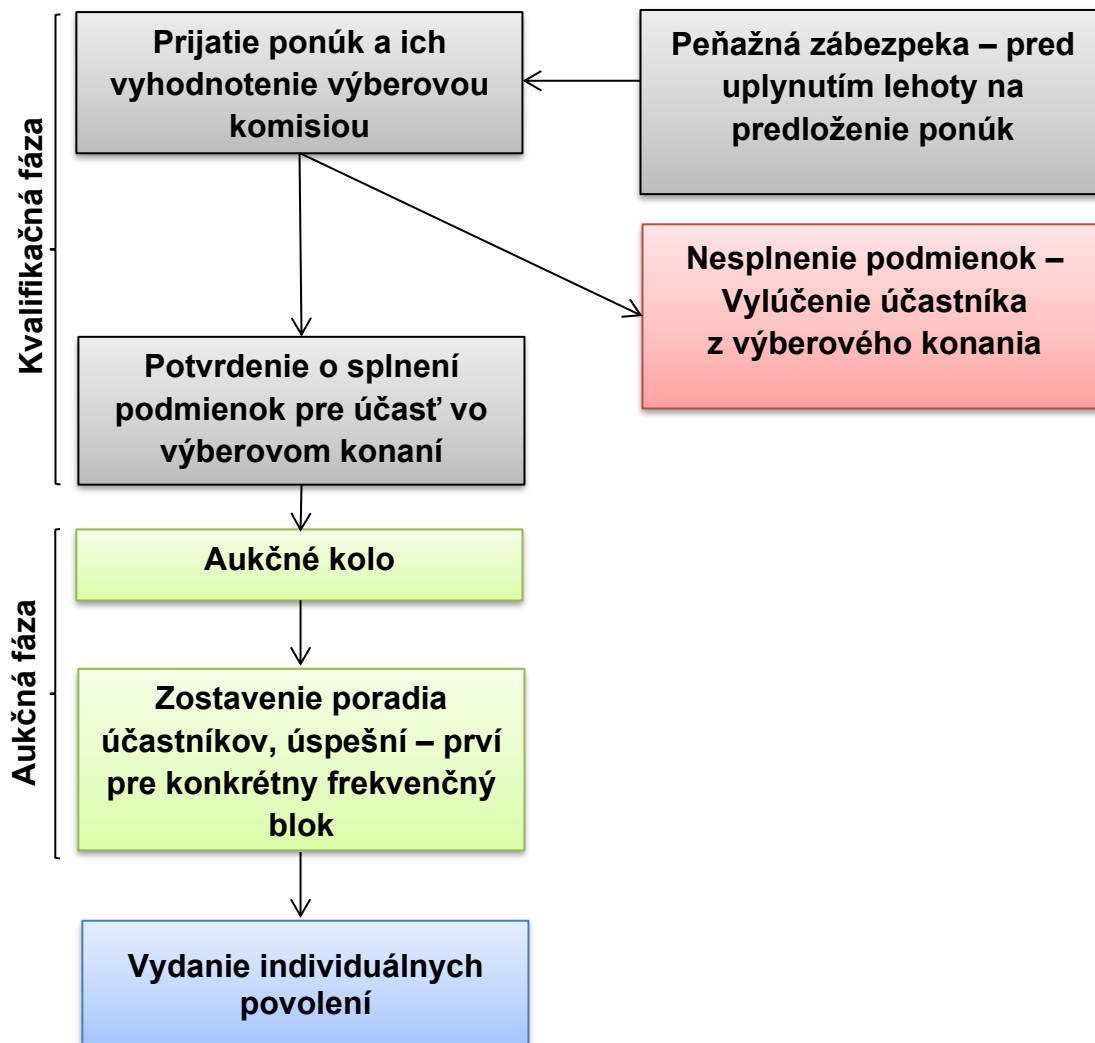 Kvalifikačná fáza
Prijatie ponúk a ich
vyhodnotenie výberovou
komisiou
Peňažná zábezpeka – pred
uplynutím lehoty na
predloženie ponúk
Nesplnenie podmienok –
Vylúčenie účastníka
z výberového konania
Potvrdenie o splnení
podmienok pre účasť vo
výberovom konaní
Aukčná fáza
Aukčné kolo
Zostavenie poradia
účastníkov, úspešní – prví
pre konkrétny frekvenčný
blok
Vydanie individuálnych
povolení